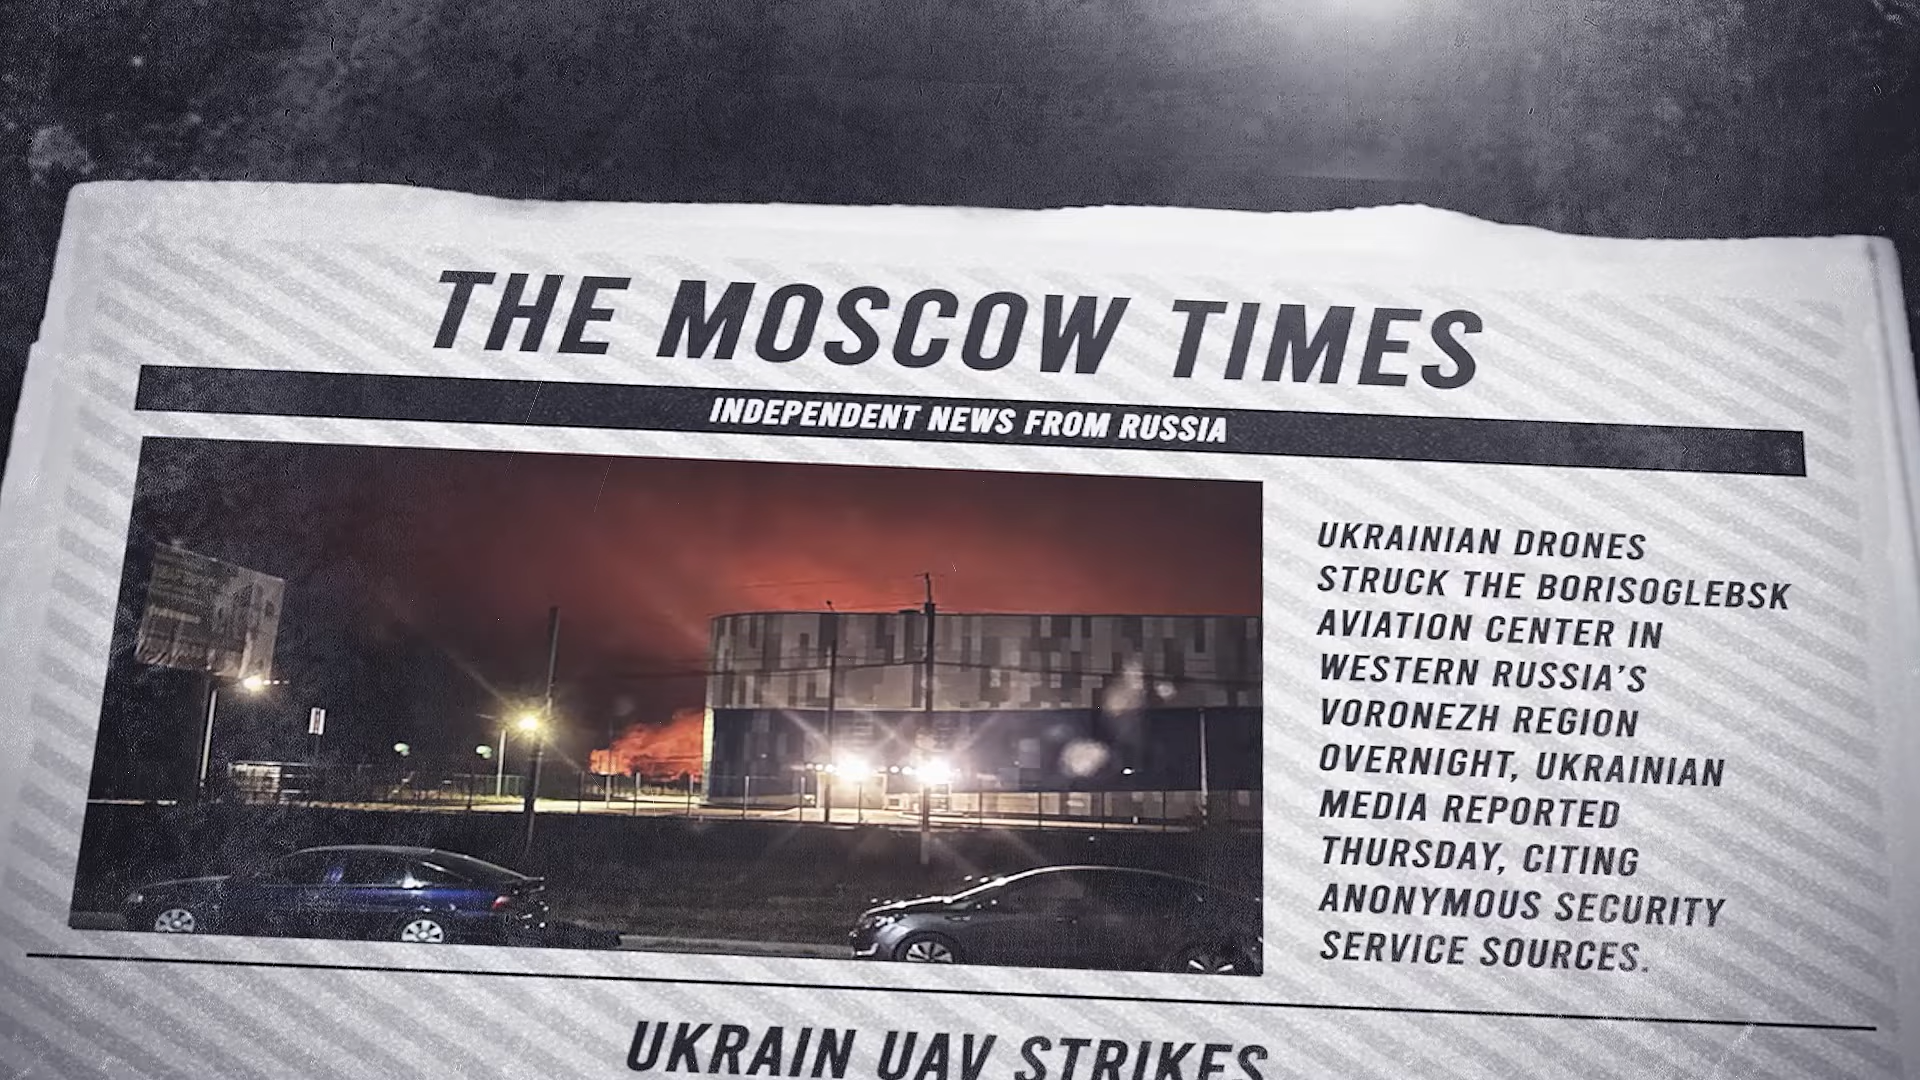 THE MOSCOW TIMES
INDEPENDENT NEWS FROM RUSSIA
UKRAINIAN DRONES
STRUCK THE BORISOGLEBSK
AVIATION CENTER IN
WESTERN RUSSIA'S
VORONEZH REGION
OVERNIGHT, UKRAINIAN
MEDIA REPORTED
THURSDAY, CITING
ANONYMOUS SECURITY
SERVICE SOURCES.
UKRAIN UAV STRIKES